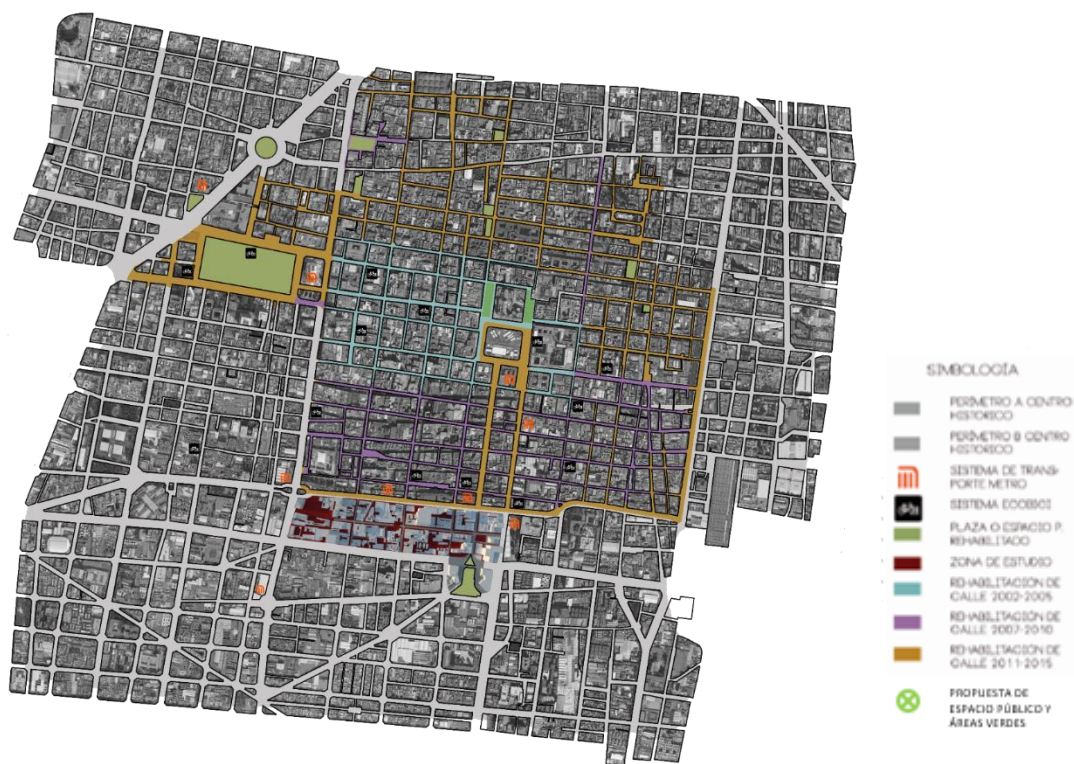 SIMBOLOGÍA
PERÍMETRO A CENTRO
HISTORICO
PERÍMETRO B CENTRO
HISTORICO
SISTEMA DE TRANS-
PORTE METRO
SISTEMA ECOBICI
PLAZA O ESPACIO P.
REHABILITADO
ZONA DE ESTUDIO
REHABILITACIÓN DE
CALLE 2002-2005
REHABILITACIÓN DE
CALLE 2007-2010
REHABILITACIÓN DE
CALLE 2011-2015
PROPUESTA DE
ESPACIO PÚBLICO Y
ÁREAS VERDES